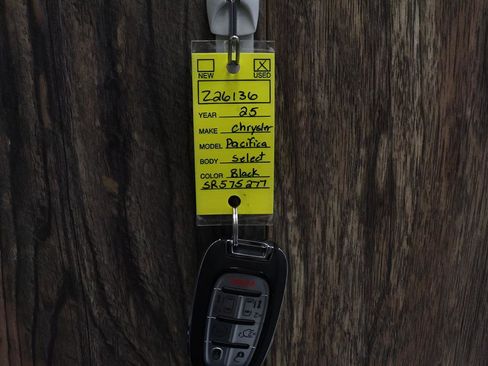 NEW USED
Z26136
YEAR 25
MAKE Chrysler
MODEL Pacifica
BODY Select
COLOR Black
SR575277